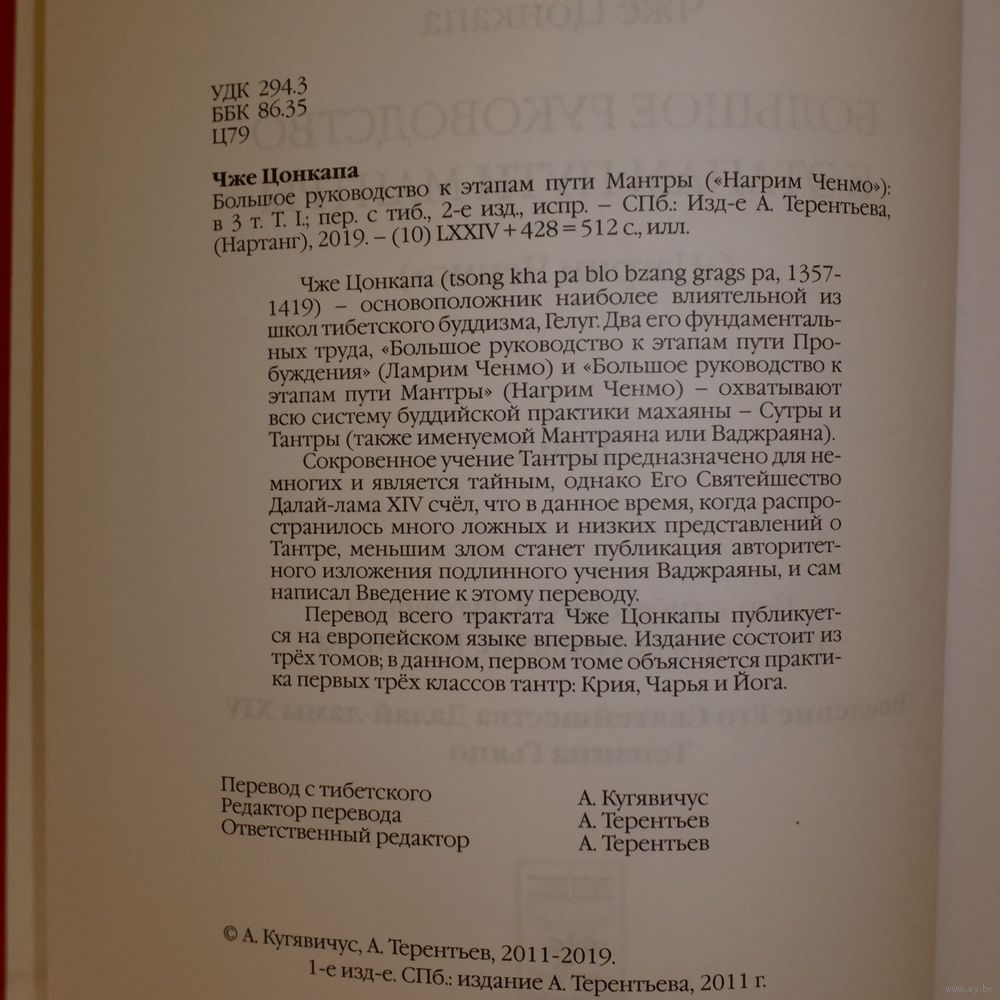 УДК 294.3
ББК 86.35
Ц79
Чже Цонкапа
Большое руководство к этапам пути Мантры («Нагрим Ченмо»):
в 3 т. Т. I.; пер. с тиб., 2-е изд., испр. – СПб.: Изд-е А. Терентьева,
(Нартанг), 2019. – (10) LXXIV + 428 = 512 с., илл.
Чже Цонкапа (tsong kha pa blo bzang grags pa, 1357-
1419) – основоположник наиболее влиятельной из
школ тибетского буддизма, Гелуг. Два его фундаменталь-
ных труда, «Большое руководство к этапам пути Про-
буждения» (Ламрим Ченмо) и «Большое руководство к
этапам пути Мантры» (Нагрим Ченмо) – охватывают
всю систему буддийской практики махаяны – Сутры и
Тантры (также именуемой Мантраяна или Ваджраяна).
Сокровенное учение Тантры предназначено для не-
многих и является тайным, однако Его Святейшество
Далай-лама XIV счёл, что в данное время, когда распро-
странилось много ложных и низких представлений о
Тантре, меньшим злом станет публикация авторитет-
ного изложения подлинного учения Ваджраяны, и сам
написал Введение к этому переводу.
Перевод всего трактата Чже Цонкапы публикует-
ся на европейском языке впервые. Издание состоит из
трёх томов; в данном, первом томе объясняется практи-
ка первых трёх классов тантр: Крия, Чарья и Йога.
Перевод с тибетского А. Кугявичус
Редактор перевода А. Терентьев
Ответственный редактор А. Терентьев
© А. Кугявичус, А. Терентьев, 2011-2019.
1-е изд-е. СПб.: издание А. Терентьева, 2011 г.
www.ay.by